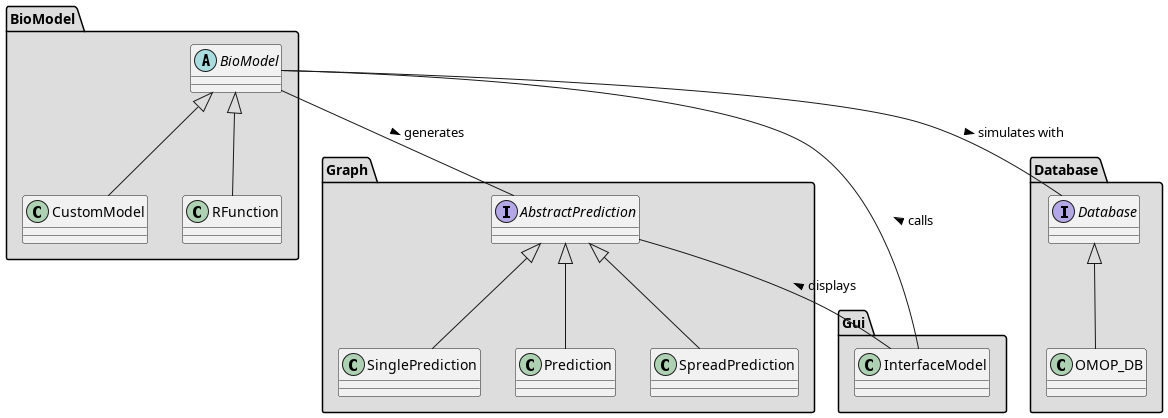 BioModel
A BioModel
generates
simulates with
Graph
Database
C CustomModel
C RFunction
I AbstractPrediction
I Database
calls
displays
Gui
C SinglePrediction
C Prediction
C SpreadPrediction
C InterfaceModel
C OMOP_DB